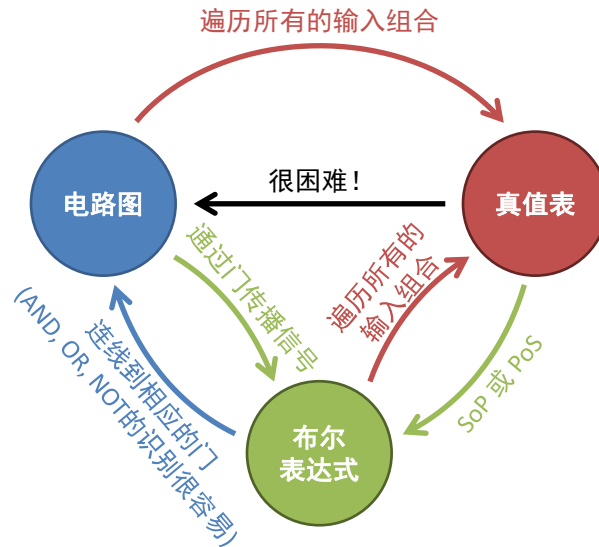 遍历所有的输入组合
电路图
很困难！
真值表
通过门传播信号
遍历所有的
输入组合
连线到相应的门
(AND, OR, NOT的识别很容易)
SoP 或 PoS
布尔
表达式